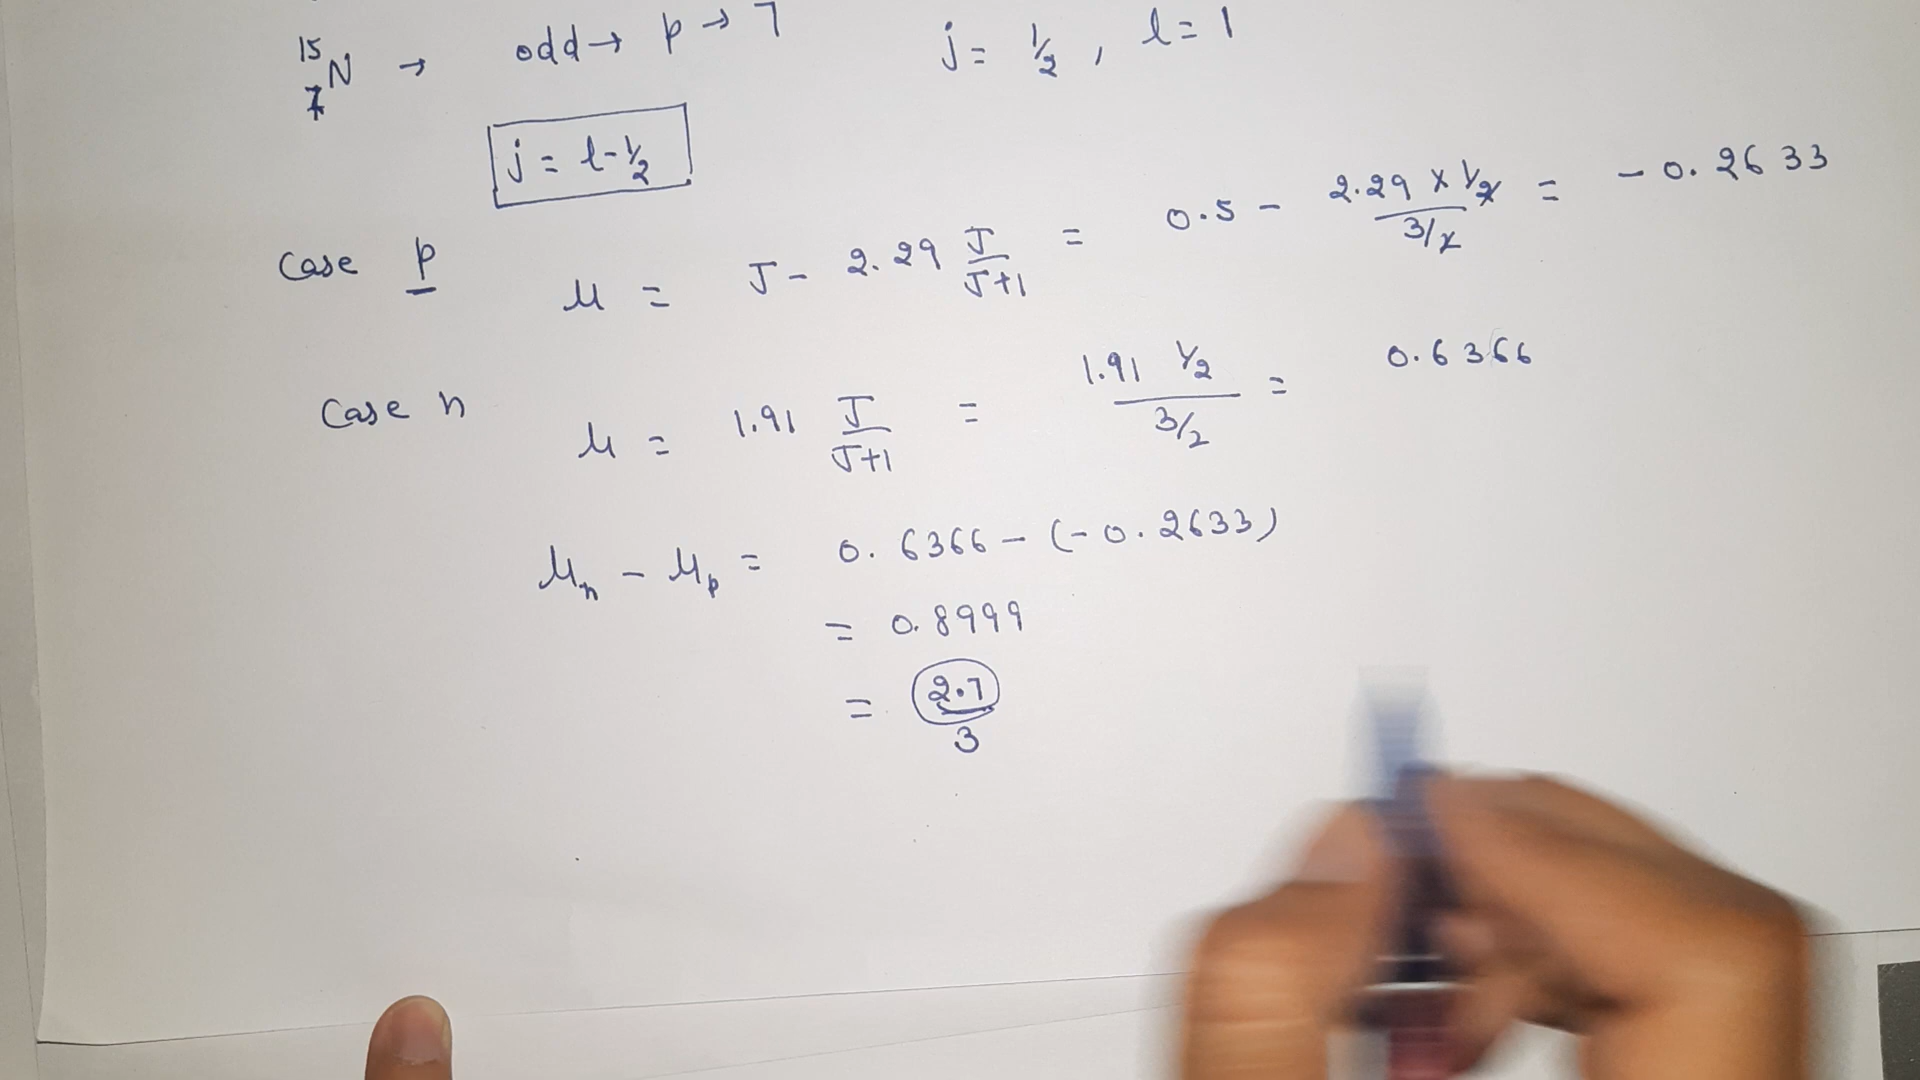 ¹⁵₇N → odd → p → 7 j = ½, l = 1
j = l - ½
Case p μ = J - 2.29 J/J+1 = 0.5 - 2.29 × ½ / 3/2 = - 0.2633
Case n μ = 1.91 J/J+1 = 1.91 ½ / 3/2 = 0.6366
μn - μp = 0.6366 - (-0.2633)
= 0.8999
= 2.7/3